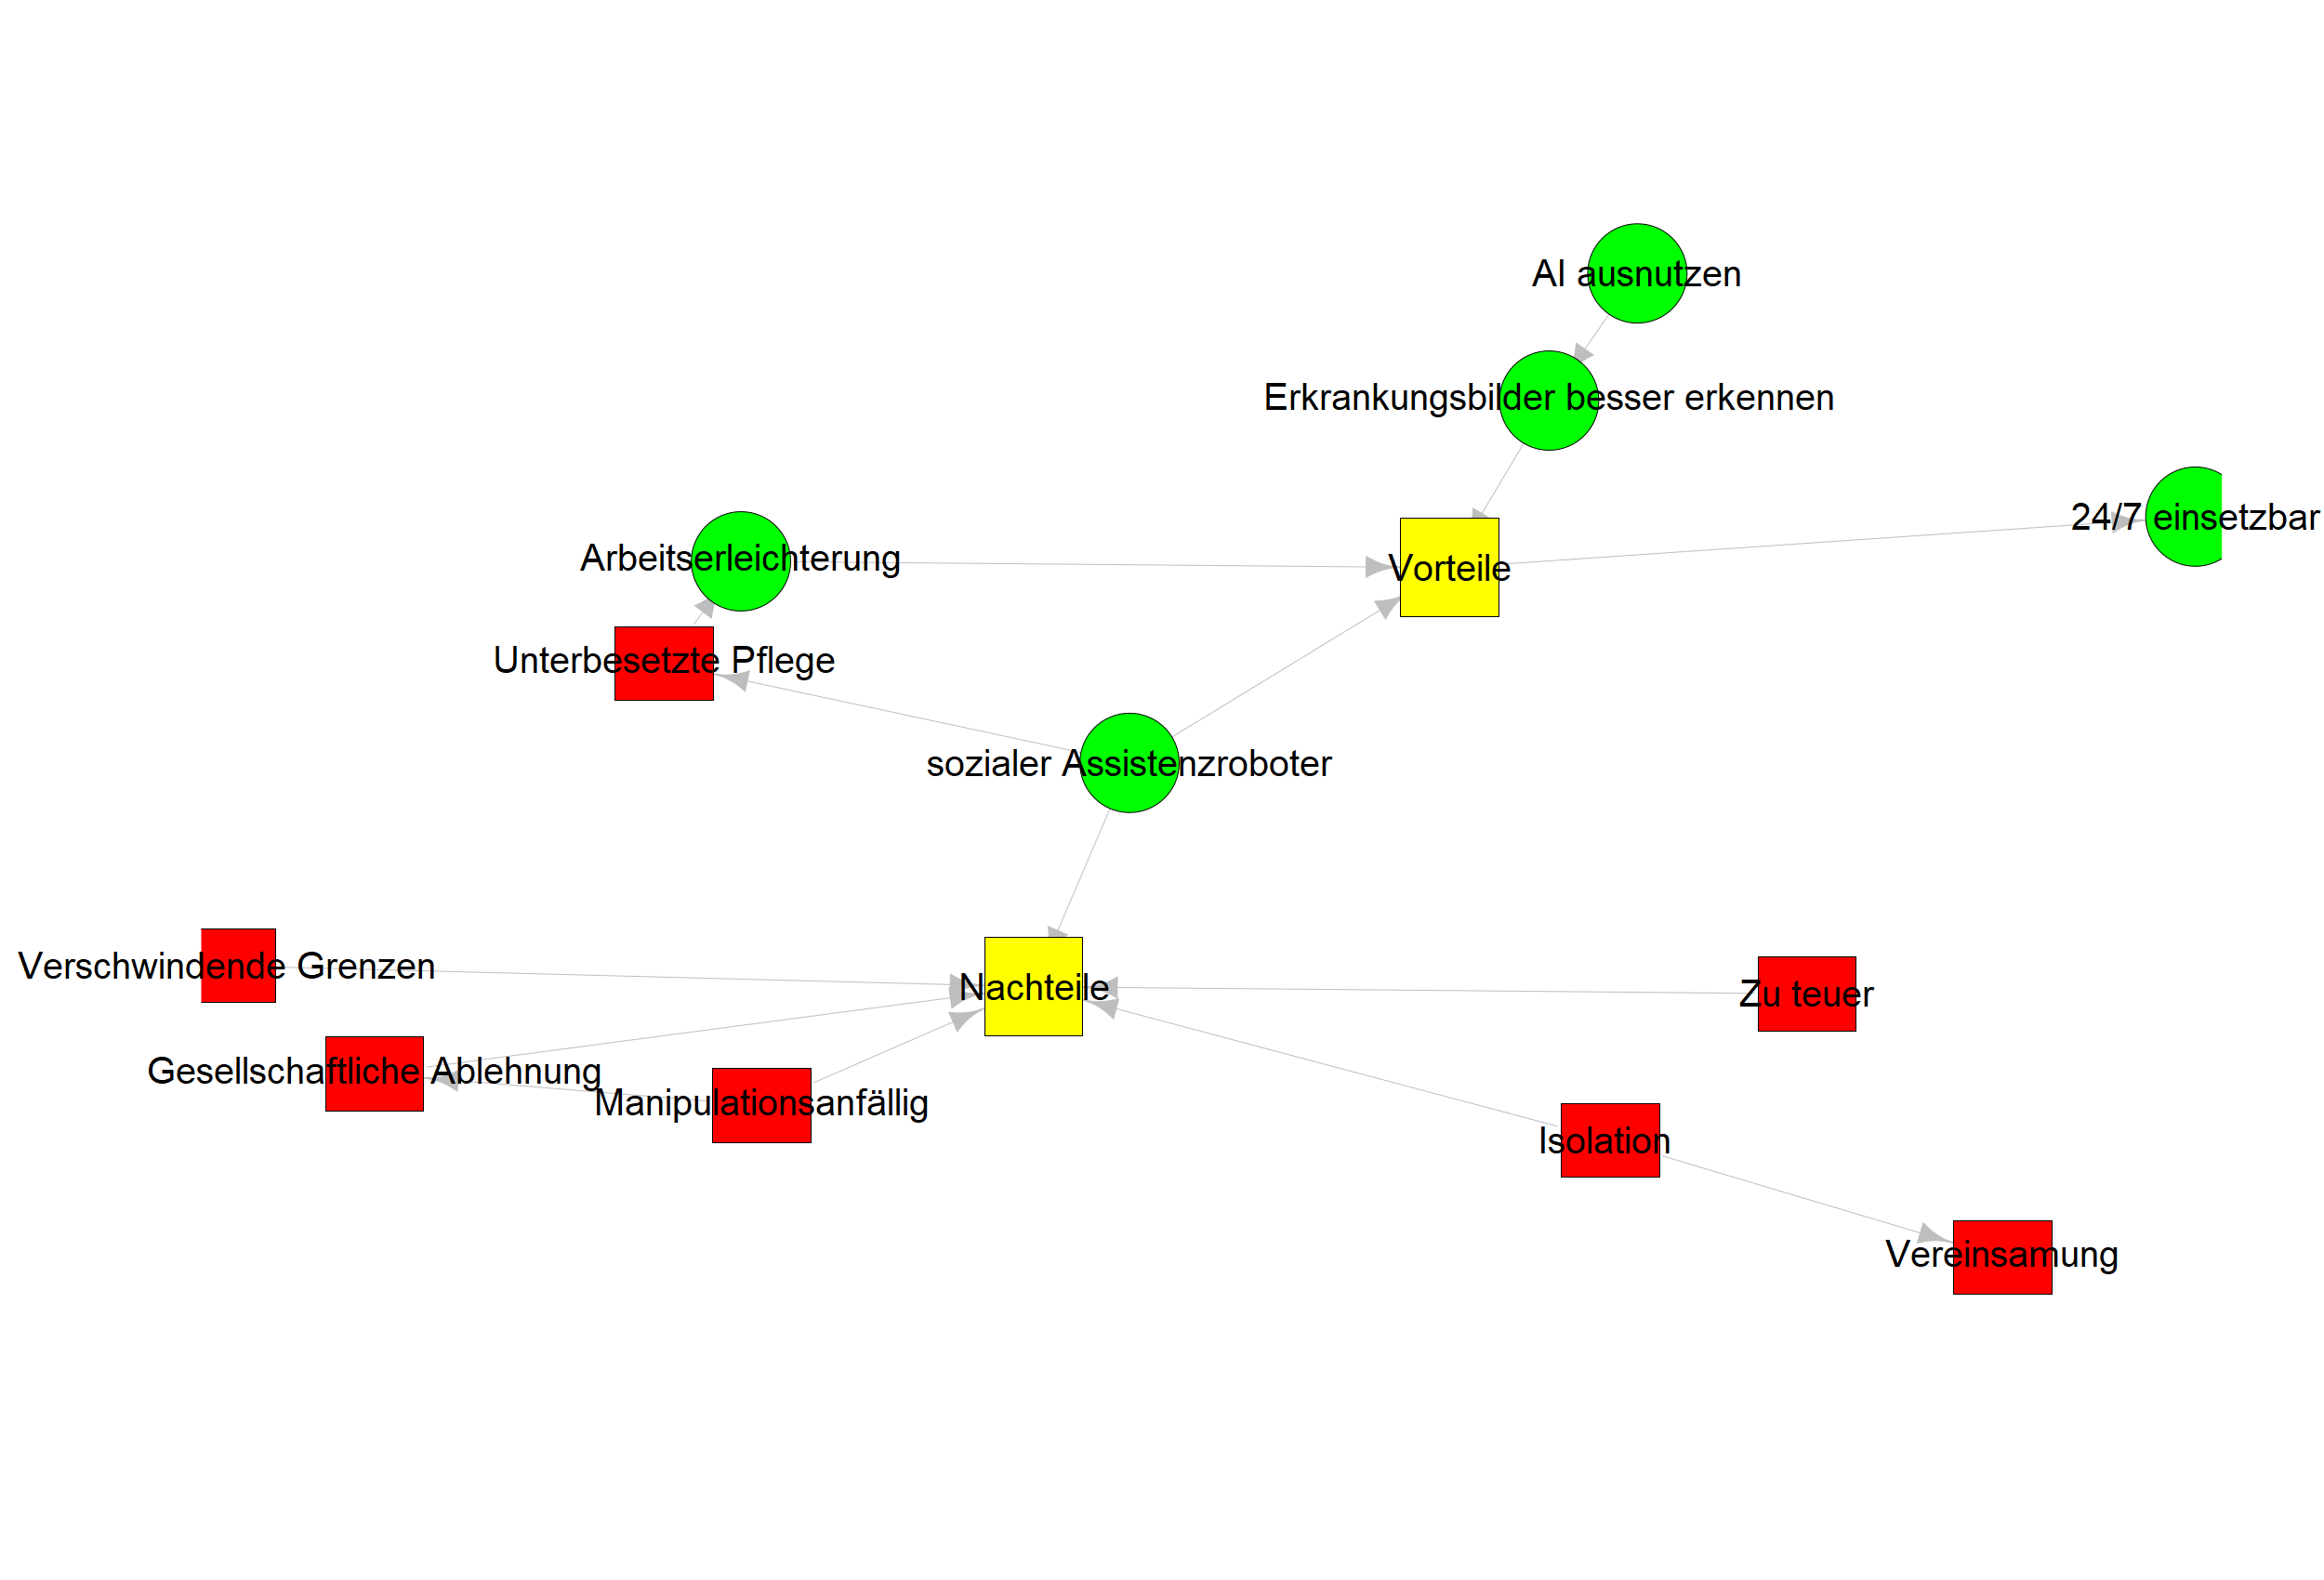 AI ausnutzen
Erkrankungsbilder besser erkennen
24/7 einsetzbar
Arbeitserleichterung
Vorteile
Unterbesetzte Pflege
sozialer Assistenzroboter
Verschwindende Grenzen
Nachteile
Zu teuer
Gesellschaftliche Ablehnung
Manipulationsanfällig
Isolation
Vereinsamung